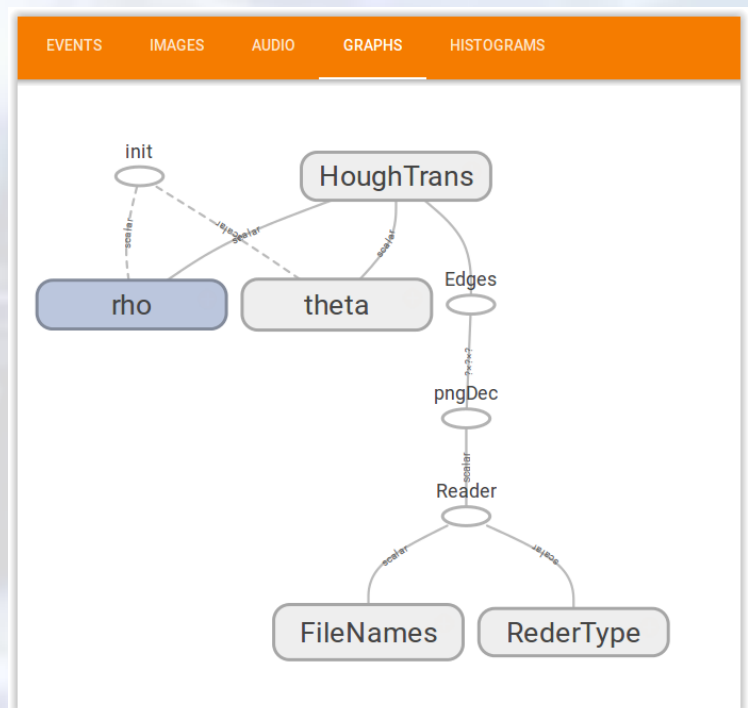 EVENTS IMAGES AUDIO GRAPHS HISTOGRAMS
init
HoughTrans
scalar
scalar
scalar
scalar
rho
theta
Edges
?×?×?
pngDec
scalar
Reader
scalar
scalar
FileNames
RederType